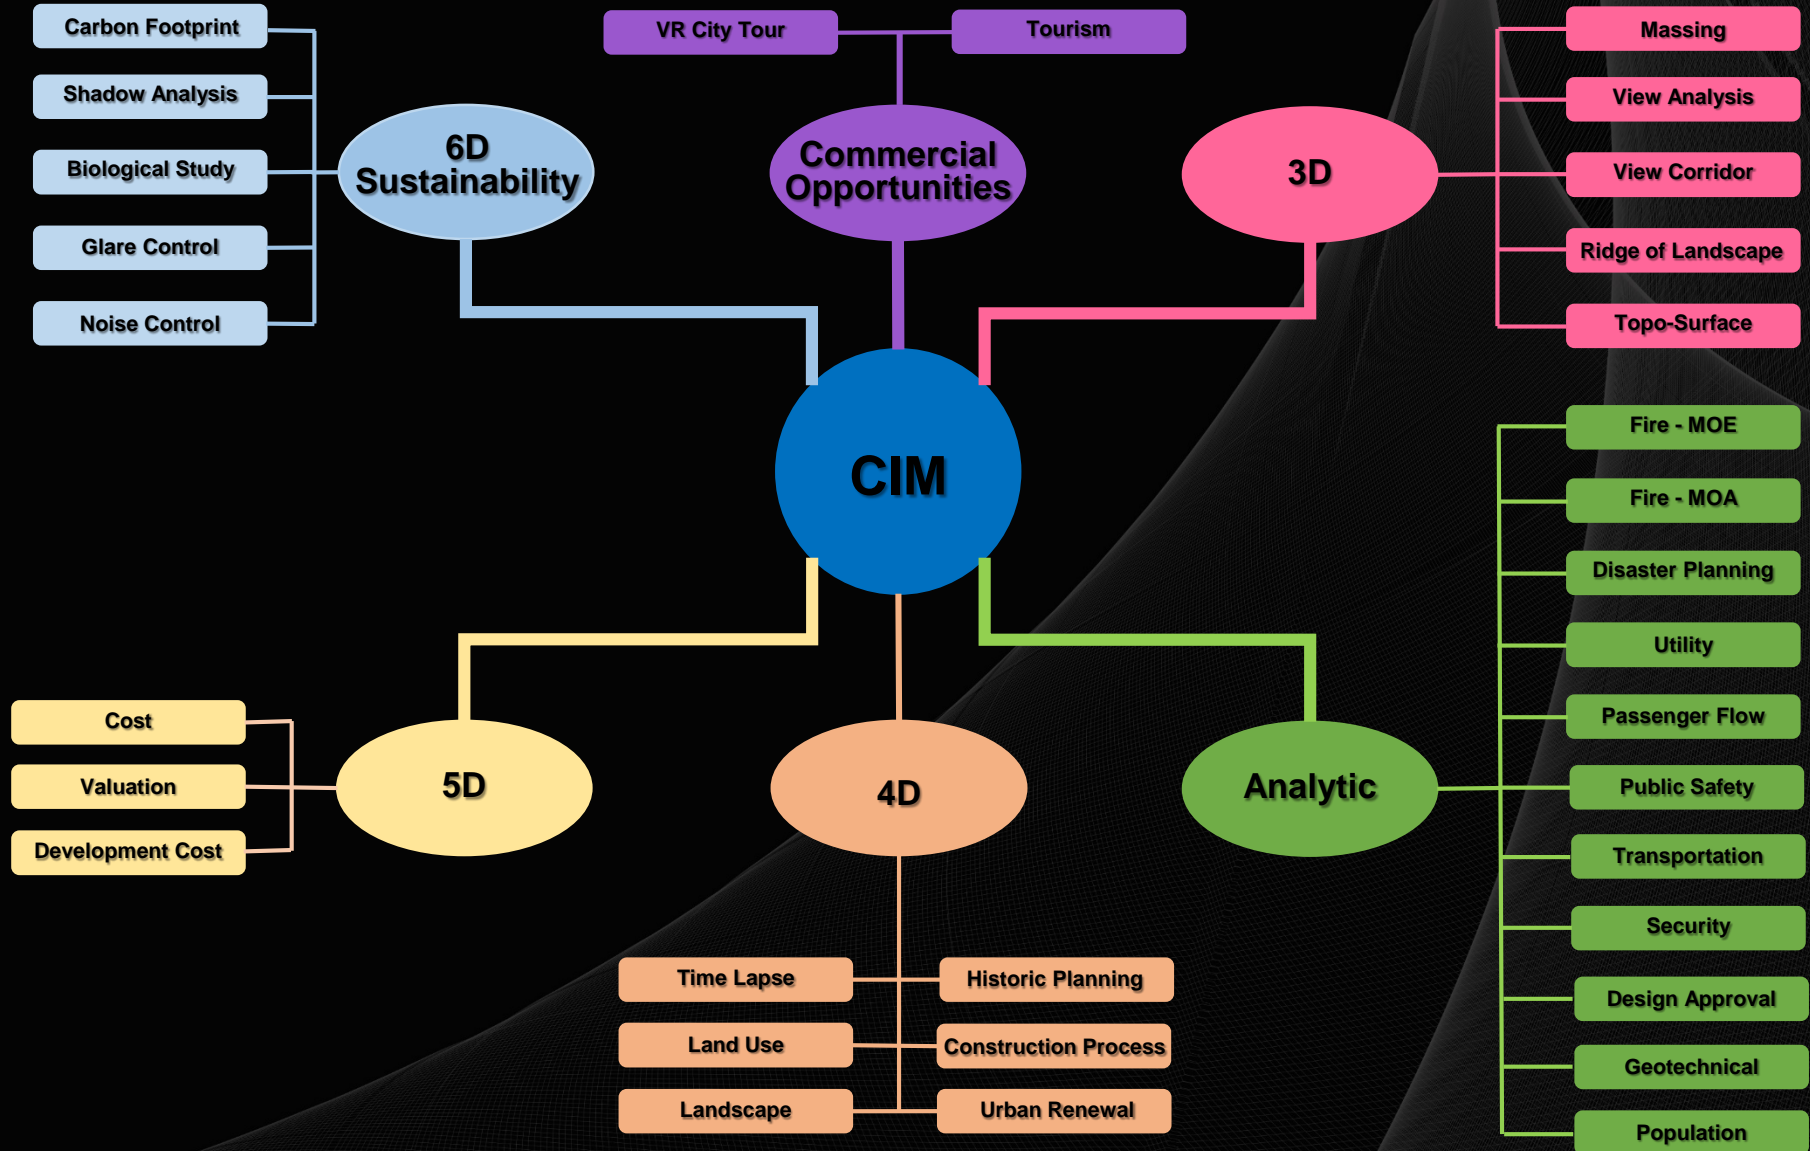 Carbon Footprint
Shadow Analysis
Biological Study
Glare Control
Noise Control
6D
Sustainability
VR City Tour
Tourism
Commercial
Opportunities
3D
Massing
View Analysis
View Corridor
Ridge of Landscape
Topo-Surface
CIM
Cost
Valuation
Development Cost
5D
4D
Time Lapse
Historic Planning
Land Use
Construction Process
Landscape
Urban Renewal
Analytic
Fire - MOE
Fire - MOA
Disaster Planning
Utility
Passenger Flow
Public Safety
Transportation
Security
Design Approval
Geotechnical
Population